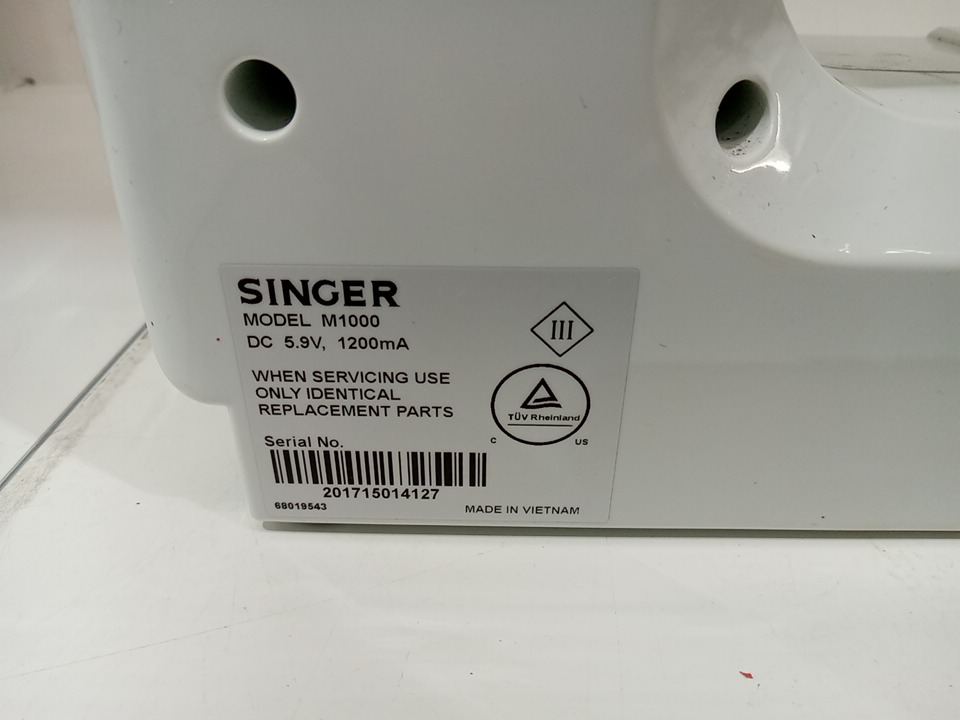 SINGER
MODEL M1000
DC 5.9V, 1200mA
III
WHEN SERVICING USE
ONLY IDENTICAL
REPLACEMENT PARTS
TÜV Rheinland
C US
Serial No.
201715014127
68019543
MADE IN VIETNAM